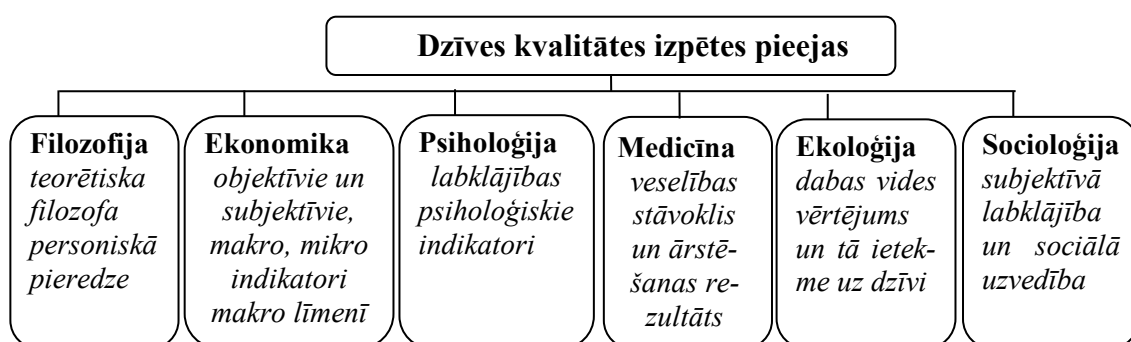 Dzīves kvalitātes izpētes pieejas
Filozofija
teorētiska
filozofa
personiskā
pieredze
Ekonomika
objektīvie un
subjektīvie,
makro, mikro
indikatori
makro līmenī
Psiholoģija
labklājības
psiholoģiskie
indikatori
Medicīna
veselības
stāvoklis
un ārstē-
šanas re-
zultāts
Ekoloģija
dabas vides
vērtējums
un tā ietek-
me uz dzīvi
Socioloģija
subjektīvā
labklājība
un sociālā
uzvedība